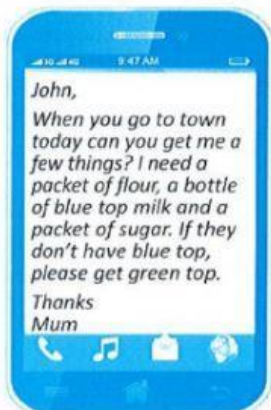 9:47 AM
John,
When you go to town
today can you get me a
few things? I need a
packet of flour, a bottle
of blue top milk and a
packet of sugar. If they
don't have blue top,
please get green top.
Thanks
Mum